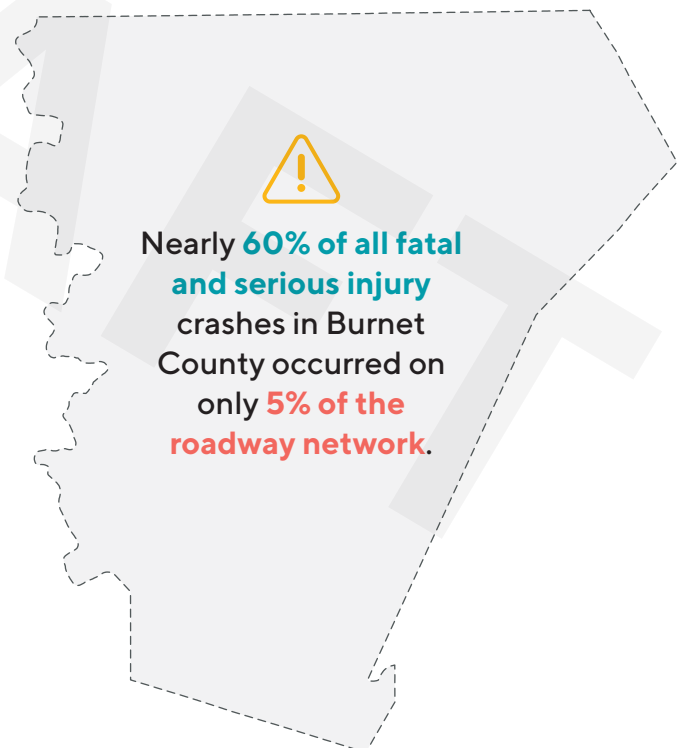 Nearly 60% of all fatal
and serious injury
crashes in Burnet
County occurred on
only 5% of the
roadway network.
AFT